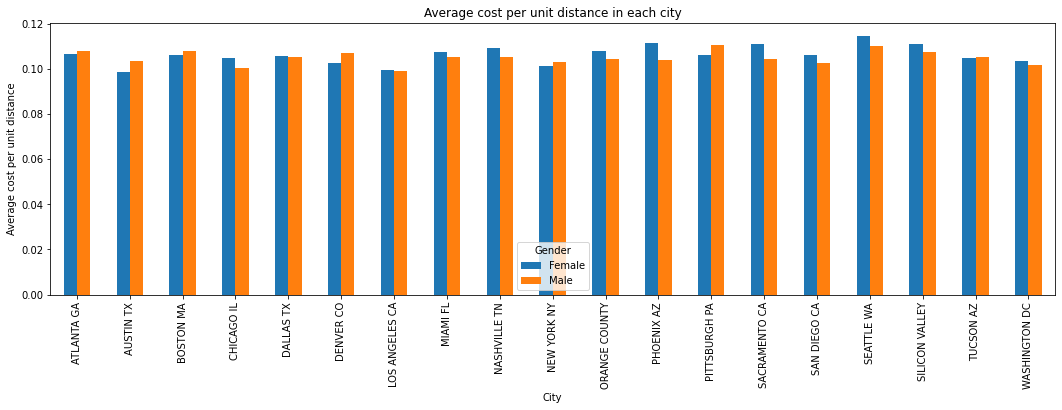 Average cost per unit distance in each city
Average cost per unit distance
0.12
0.10
0.08
0.06
0.04
0.02
0.00
Gender
Female
Male
ATLANTA GA
AUSTIN TX
BOSTON MA
CHICAGO IL
DALLAS TX
DENVER CO
LOS ANGELES CA
MIAMI FL
NASHVILLE TN
NEW YORK NY
ORANGE COUNTY
PHOENIX AZ
PITTSBURGH PA
SACRAMENTO CA
SAN DIEGO CA
SEATTLE WA
SILICON VALLEY
TUCSON AZ
WASHINGTON DC
City